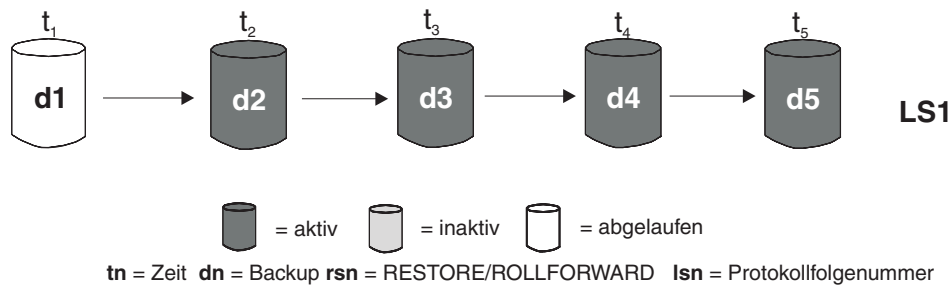 t1 t2 t3 t4 t5
d1 d2 d3 d4 d5 LS1
= aktiv = inaktiv = abgelaufen
tn = Zeit dn = Backup rsn = RESTORE/ROLLFORWARD lsn = Protokollfolgenummer